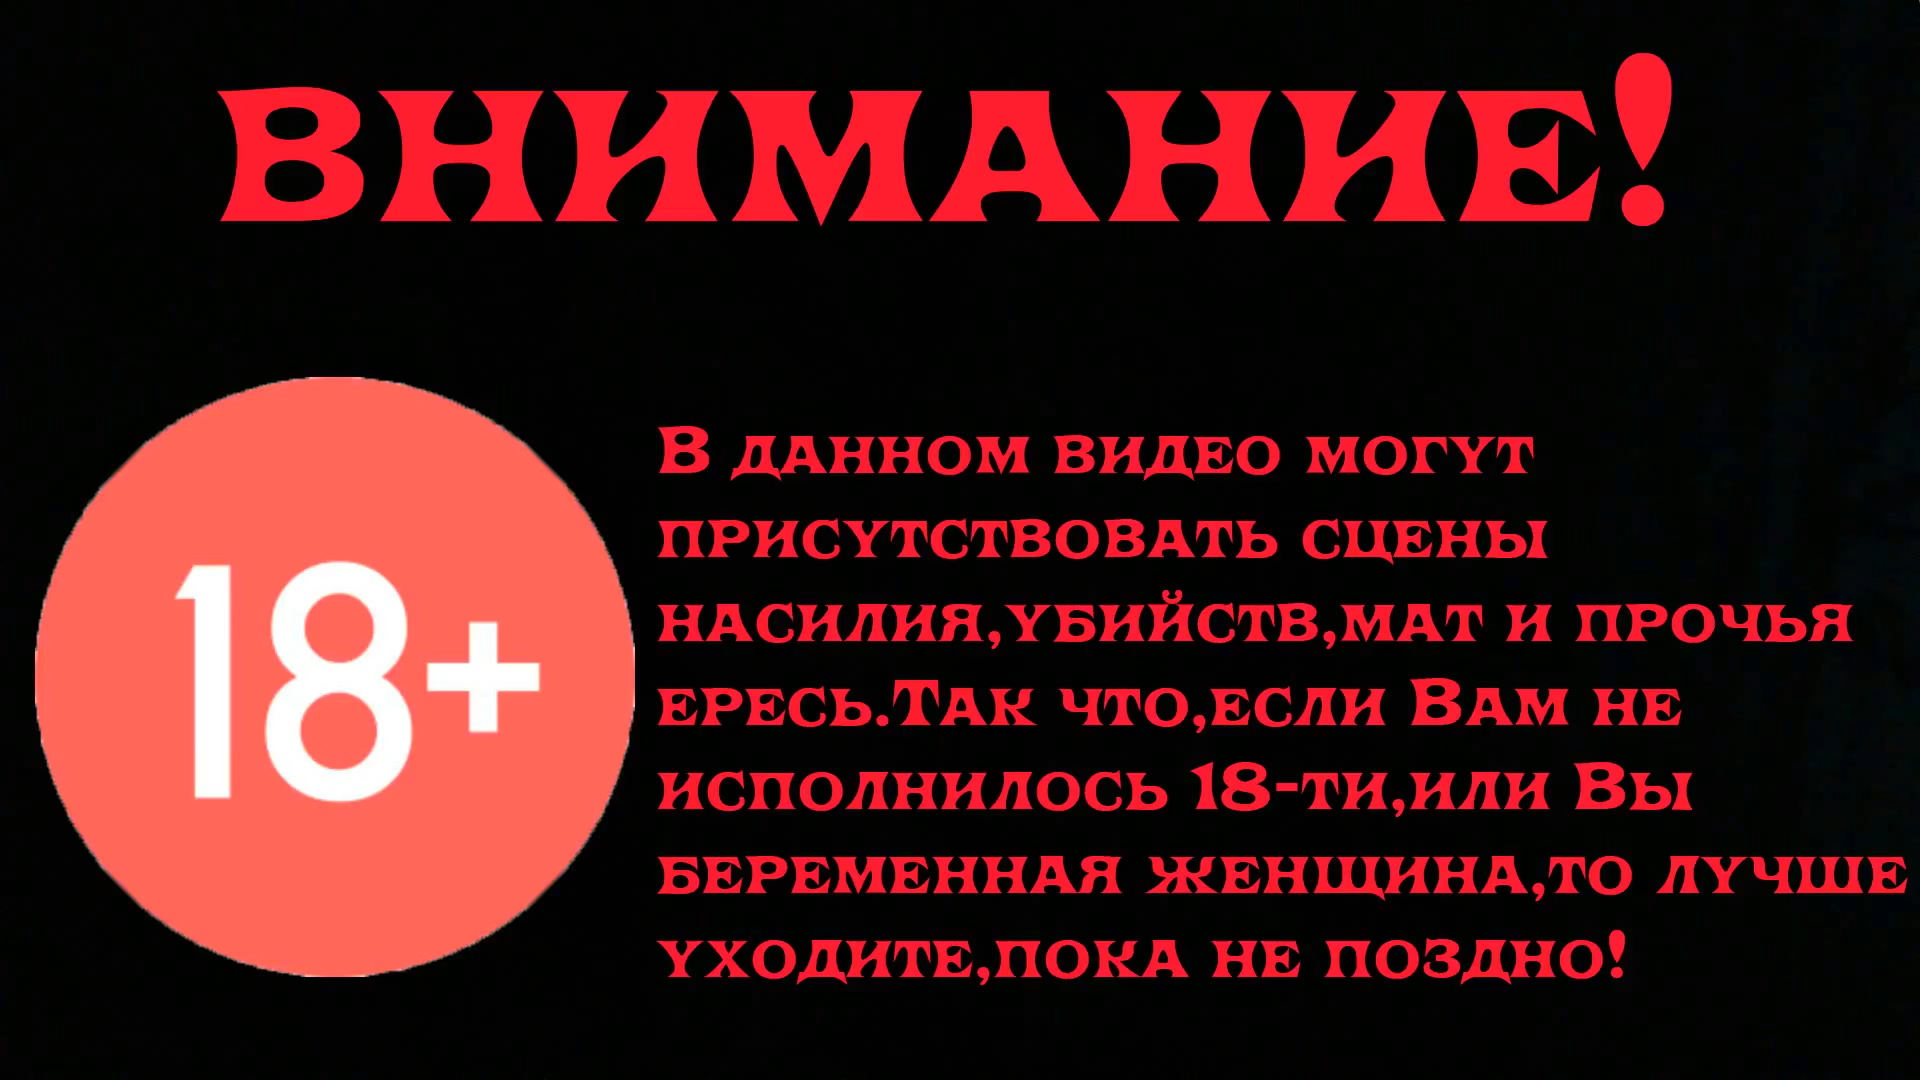 ВНИМАНИЕ!
18+
В данном видео могут
присутствовать сцены
насилия,убийств,мат и прочья
ересь.Так что,если Вам не
исполнилось 18-ти,или Вы
беременная женщина,то лучше
уходите,пока не поздно!